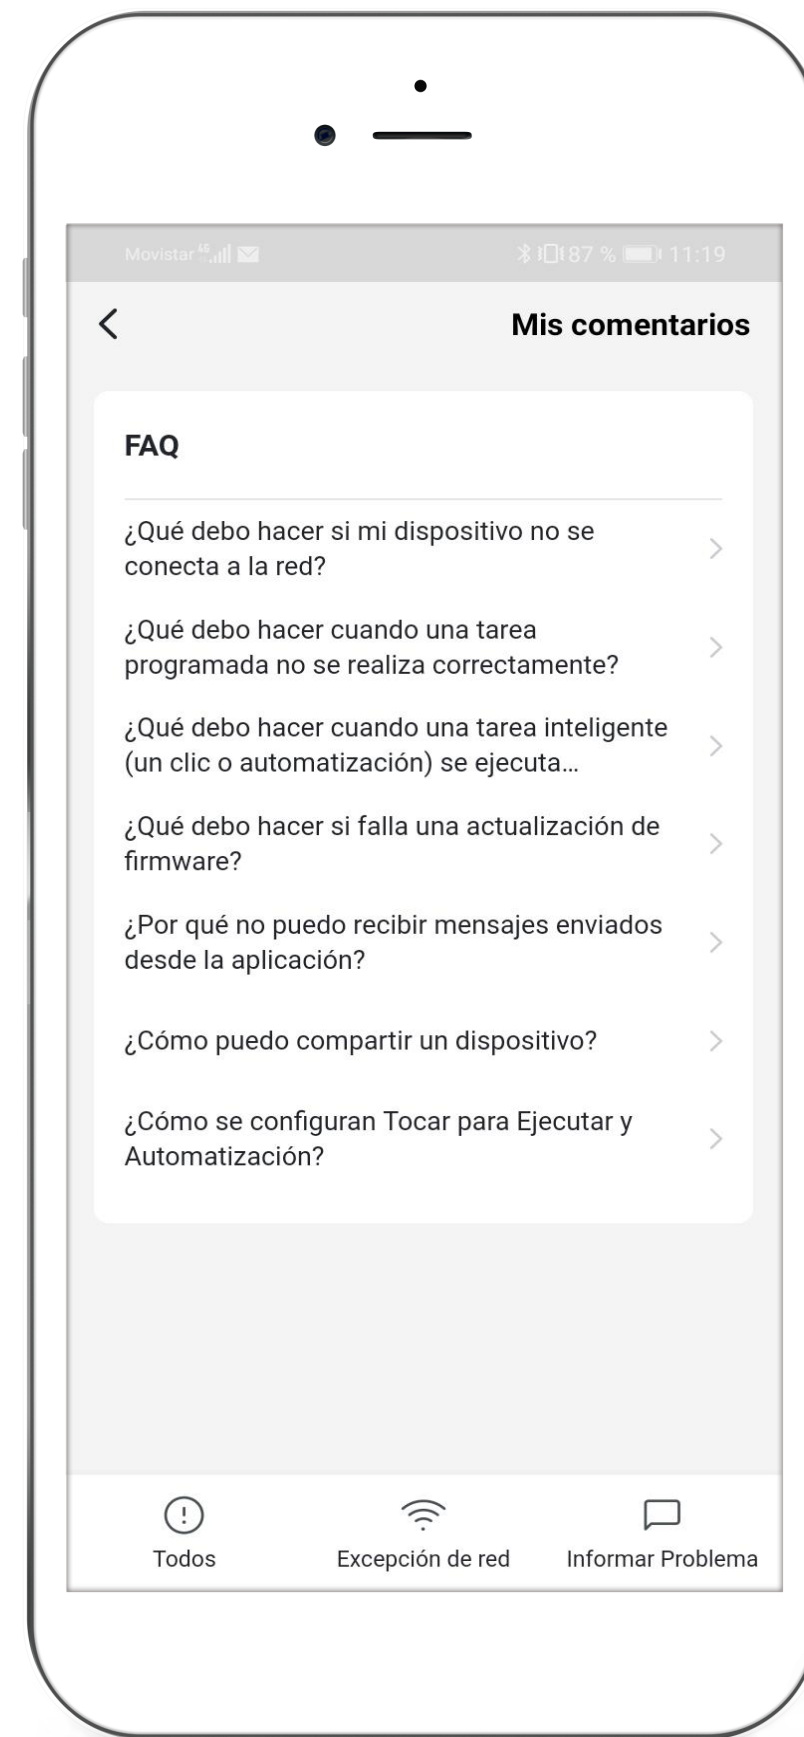 Movistar 4G 87 % 11:19
Mis comentarios
FAQ
¿Qué debo hacer si mi dispositivo no se
conecta a la red?
¿Qué debo hacer cuando una tarea
programada no se realiza correctamente?
¿Qué debo hacer cuando una tarea inteligente
(un clic o automatización) se ejecuta...
¿Qué debo hacer si falla una actualización de
firmware?
¿Por qué no puedo recibir mensajes enviados
desde la aplicación?
¿Cómo puedo compartir un dispositivo?
¿Cómo se configuran Tocar para Ejecutar y
Automatización?
Todos Excepción de red Informar Problema